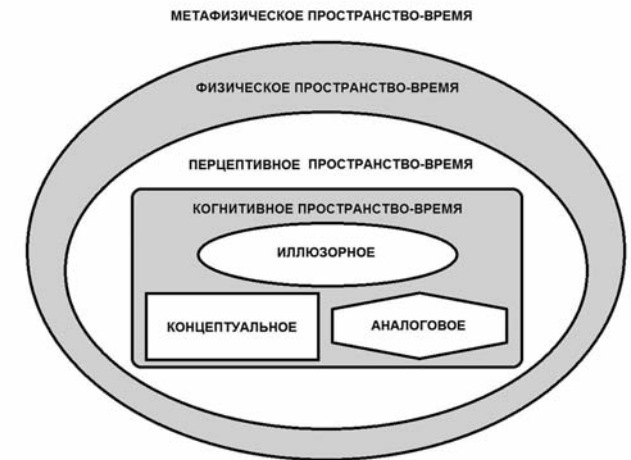 МЕТАФИЗИЧЕСКОЕ ПРОСТРАНСТВО-ВРЕМЯ
ФИЗИЧЕСКОЕ ПРОСТРАНСТВО-ВРЕМЯ
ПЕРЦЕПТИВНОЕ ПРОСТРАНСТВО-ВРЕМЯ
КОГНИТИВНОЕ ПРОСТРАНСТВО-ВРЕМЯ
ИЛЛЮЗОРНОЕ
КОНЦЕПТУАЛЬНОЕ
АНАЛОГОВОЕ